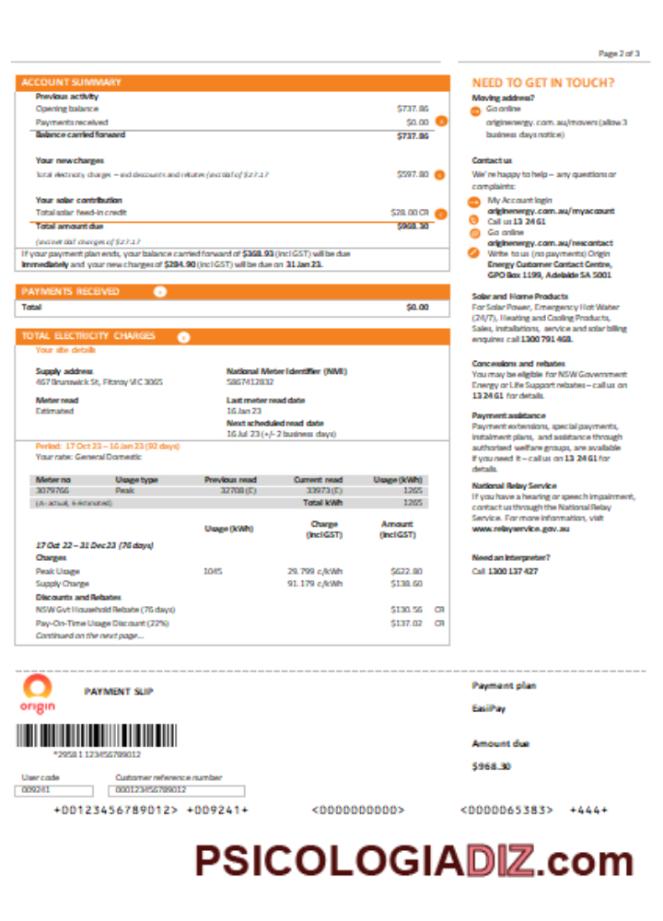 Page 2 of 3
ACCOUNT SUMMARY
Previous activity
Opening balance $737.86
Payments received $0.00
Balance carried forward $737.86
Your new charges
Total electricity charges – incl discounts and rebates (excl bal of $27.17 $597.80
Your solar contribution
Total solar feed-in credit $28.00 CR
Total amount due $968.30
If your payment plan ends, your balance carried forward of $368.93 (incl GST) will be due
immediately and your new charges of $284.90 (incl GST) will be due on 31 Jan 23.
PAYMENTS RECEIVED
Total $0.00
TOTAL ELECTRICITY CHARGES
Your site details
Supply address
467 Brunswick St, Fitzroy VIC 3065
National Meter Identifier (NMI)
5867412832
Meter read
Estimated
Last meter read date
16 Jan 23
Next scheduled read date
16 Jul 23 (+/- 2 business days)
Period: 17 Oct 23 – 16 Jan 23 (92 days)
Your rate: General Domestic
Meter no Usage type Previous read Current read Usage (kWh)
3079766 Peak 32708 (E) 33973 (E) 1265
(A-actual, E-estimated) Total kWh 1265
Usage (kWh) Charge (incl GST) Amount (incl GST)
17 Oct 22 – 31 Dec 23 (76 days)
Charges
Peak Usage 1045 29.799 c/kWh $622.80
Supply Charge 91.179 c/kWh $138.60
Discounts and Rebates
NSW Gvt Household Rebate (76 days) $130.56 CR
Pay-On-Time Usage Discount (22%) $137.02 CR
Continued on the next page...
NEED TO GET IN TOUCH?
Moving address?
Go online
originenergy.com.au/movers (allow 3
business days notice)
Contact us
We're happy to help – any questions or
complaints:
My Account login
originenergy.com.au/myaccount
Call us 13 24 61
Go online
originenergy.com.au/rescontact
Write to us (no payments) Origin
Energy Customer Contact Centre,
GPO Box 1199, Adelaide SA 5001
Solar and Home Products
For Solar Power, Emergency Hot Water
(24/7), Heating and Cooling Products,
Sales, installations, service and solar billing
enquires call 1300 791 468.
Concessions and rebates
You may be eligible for NSW Government
Energy or Life Support rebates – call us on
13 24 61 for details.
Payment assistance
Payment extensions, special payments,
instalment plans, and assistance through
authorised welfare groups, are available
if you need it – call us on 13 24 61 for
details.
National Relay Service
If you have a hearing or speech impairment,
contact us through the National Relay
Service. For more information, visit
www.relayservice.gov.au
Need an Interpreter?
Call 1300 137 427
origin
PAYMENT SLIP
Payment plan
EasiPay
Amount due
$968.30
*2958 1 123456789012
User code Customer reference number
009241 000123456789012
+00123456789012> +009241+ <0000000000> <0000065383> +444+
PSICOLOGIADIZ.com